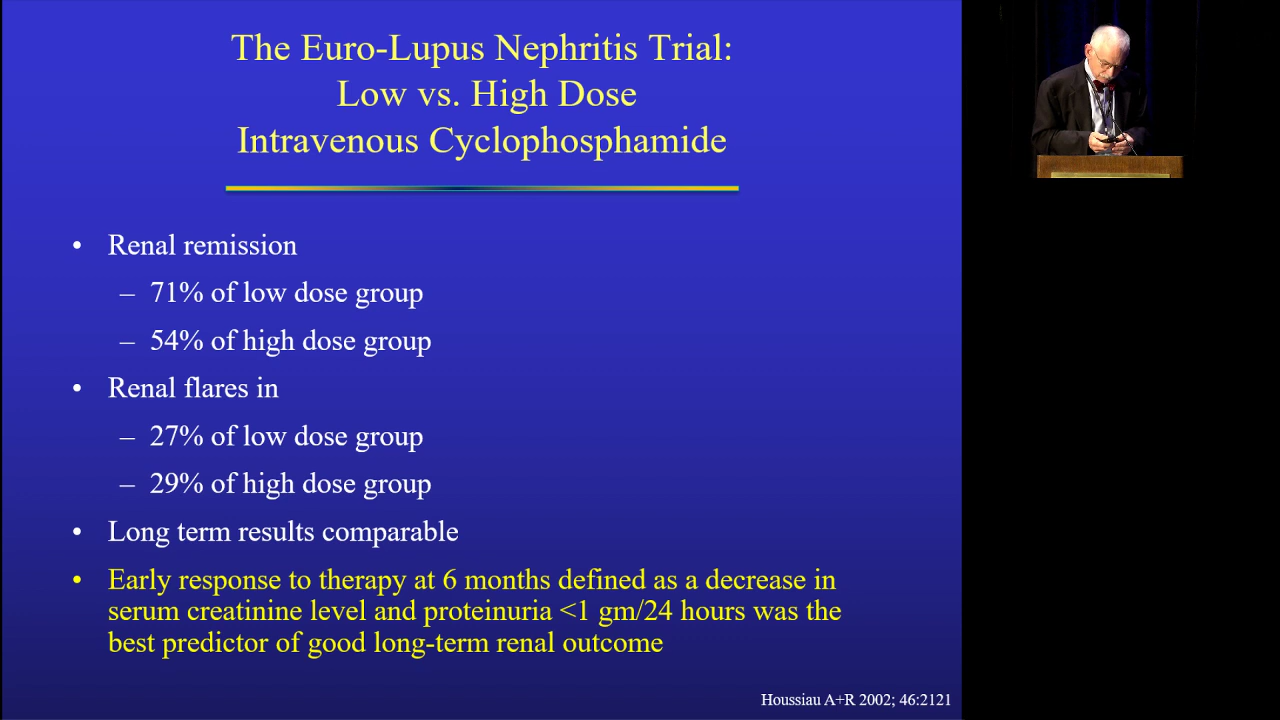 The Euro-Lupus Nephritis Trial:
Low vs. High Dose
Intravenous Cyclophosphamide
• Renal remission
– 71% of low dose group
– 54% of high dose group
• Renal flares in
– 27% of low dose group
– 29% of high dose group
• Long term results comparable
• Early response to therapy at 6 months defined as a decrease in
serum creatinine level and proteinuria <1 gm/24 hours was the
best predictor of good long-term renal outcome
Houssiau A+R 2002; 46:2121